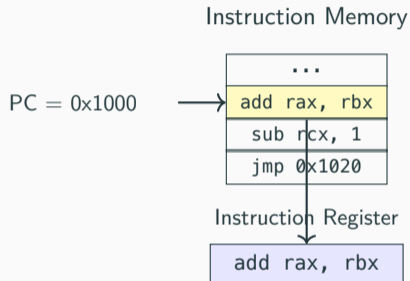 Instruction Memory
...
PC = 0x1000
add rax, rbx
sub rcx, 1
jmp 0x1020
Instruction Register
add rax, rbx